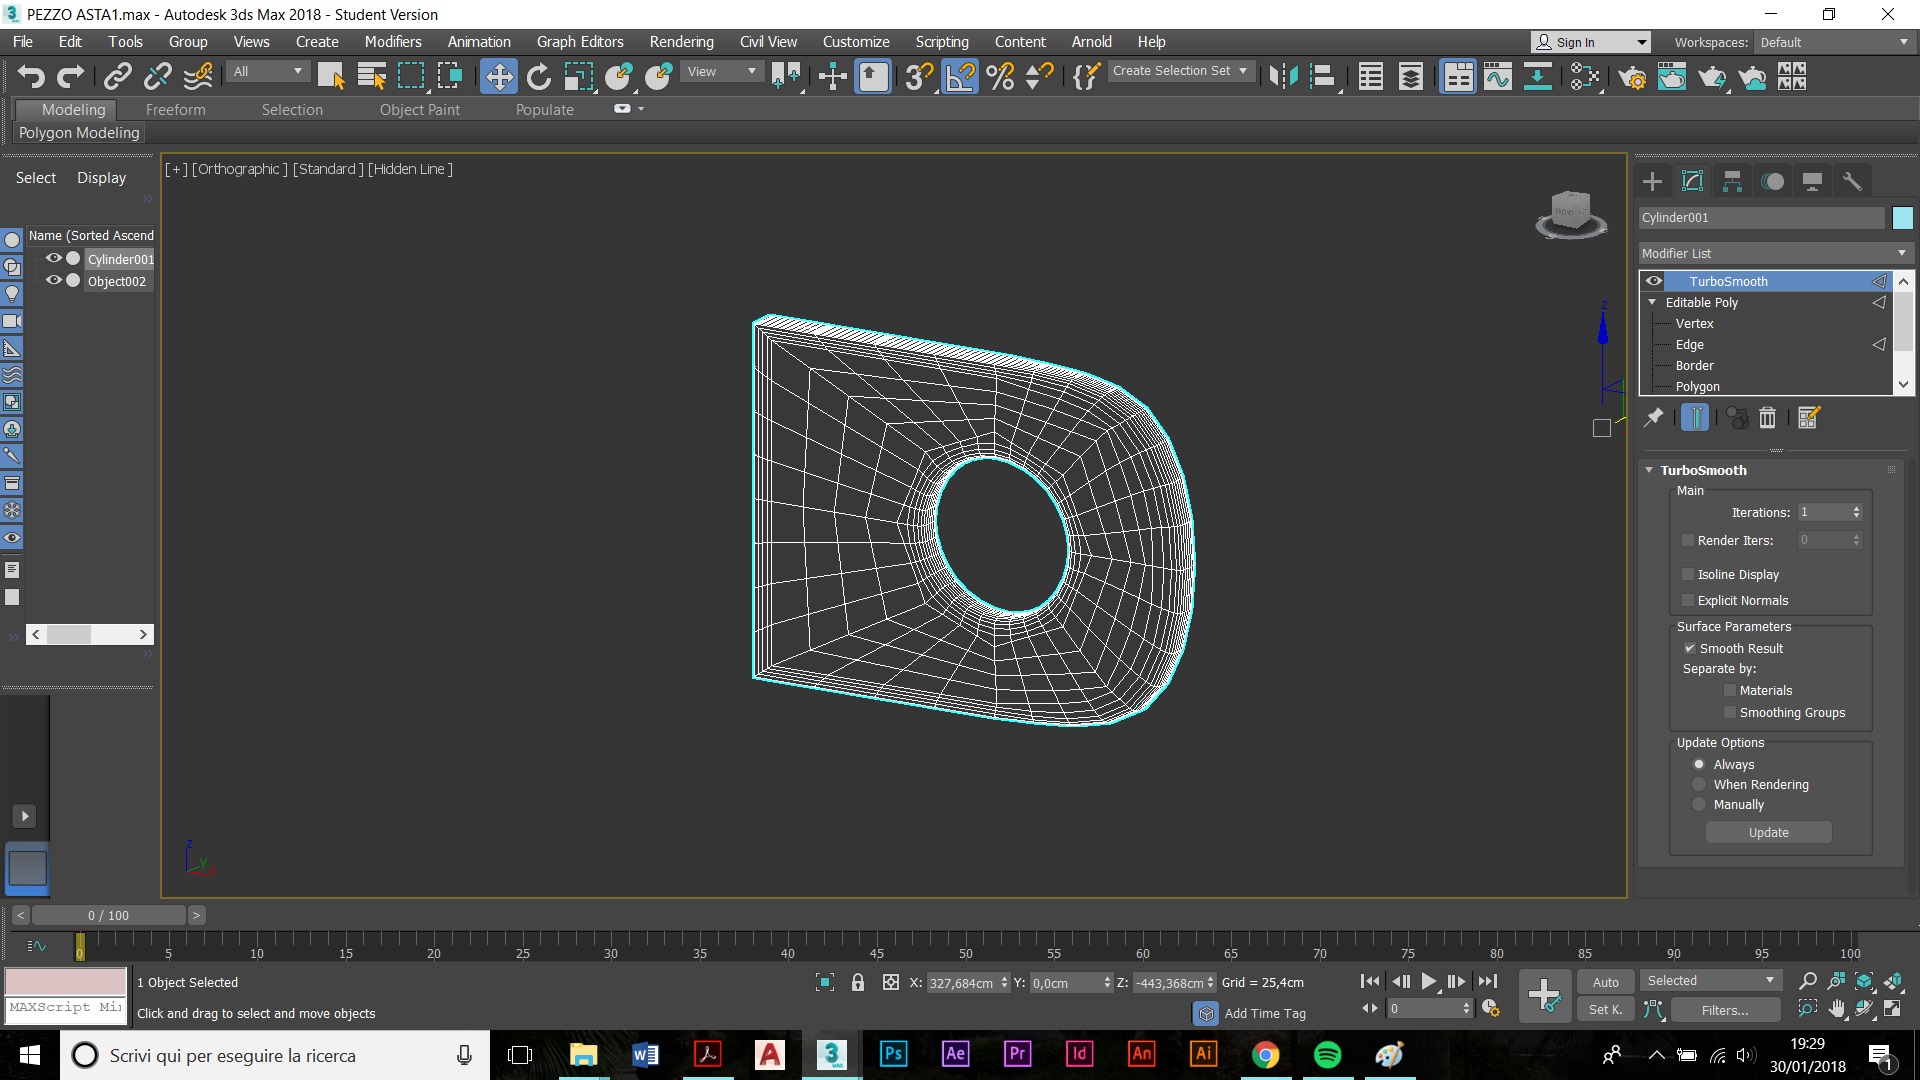 PEZZO ASTA1.max - Autodesk 3ds Max 2018 - Student Version
File Edit Tools Group Views Create Modifiers Animation Graph Editors Rendering Civil View Customize Scripting Content Arnold Help
Sign In
Workspaces: Default
All
View
Create Selection Set
Modeling Freeform Selection Object Paint Populate
Polygon Modeling
Select Display
Name (Sorted Ascend
Cylinder001
Object002
[+] [Orthographic ] [Standard ] [Hidden Line ]
z
Cylinder001
Modifier List
TurboSmooth
Editable Poly
Vertex
Edge
Border
Polygon
TurboSmooth
Main
Iterations: 1
Render Iters: 0
Isoline Display
Explicit Normals
Surface Parameters
Smooth Result
Separate by:
Materials
Smoothing Groups
Update Options
Always
When Rendering
Manually
Update
z
y
x
< 0 / 100 >
0 5 10 15 20 25 30 35 40 45 50 55 60 65 70 75 80 85 90 95 100
1 Object Selected
X: 327,684cm Y: 0,0cm Z: -443,368cm Grid = 25,4cm
Auto Selected
MAXScript Mi
Click and drag to select and move objects
Add Time Tag
0
Set K. Filters...
Scrivi qui per eseguire la ricerca
Ps Ae Pr Id An Ai
19:29
30/01/2018
1